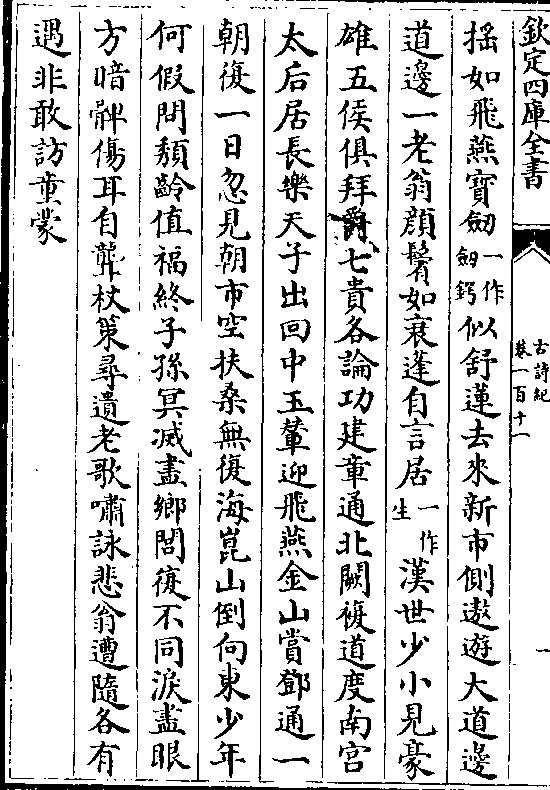 欽定四庫全書
古詩紀
卷一百十一
一
搖如飛燕寶劒一作劒鍔似舒蓮去來新市側遨遊大道邊
道邊一老翁顔鬢如衰蓬自言居一作生漢世少小見豪
雄五侯俱拜爵七貴各論功建章通北闕複道度南宮
太后居長樂天子出回中玉輦迎飛燕金山賞鄧通一
朝復一日忽見朝市空扶桑無復海崑山倒向東少年
何假問頽齡值福終子孫冥滅盡鄉閭復不同淚盡眼
方暗髀傷耳自聾杖策尋遺老歌嘯詠悲翁遭隨各有
遇非敢訪童蒙